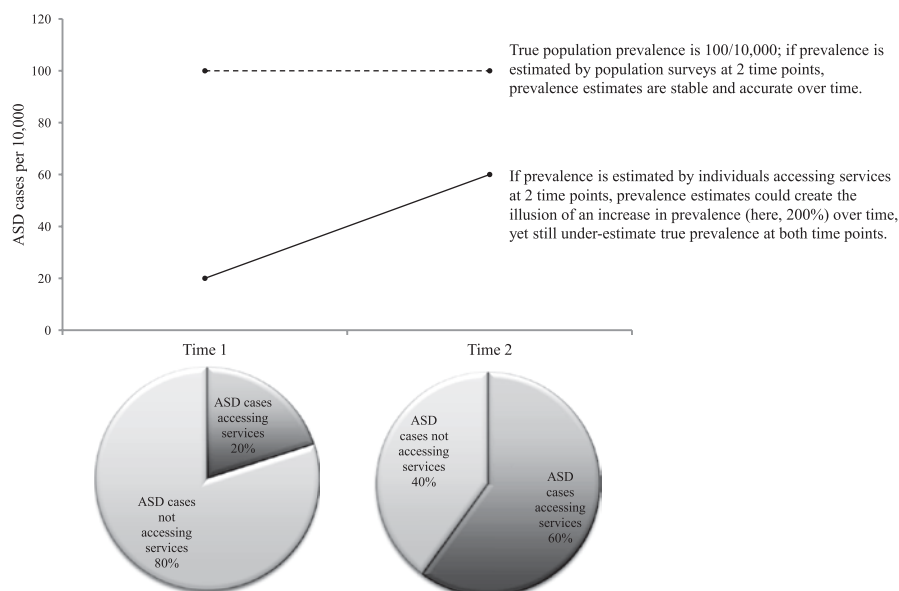 120
100
80
60
40
20
0
ASD cases per 10,000
True population prevalence is 100/10,000; if prevalence is
estimated by population surveys at 2 time points,
prevalence estimates are stable and accurate over time.
If prevalence is estimated by individuals accessing services
at 2 time points, prevalence estimates could create the
illusion of an increase in prevalence (here, 200%) over time,
yet still under-estimate true prevalence at both time points.
Time 1
Time 2
ASD cases
accessing
services
20%
ASD cases
not
accessing
services
80%
ASD
cases not
accessing
services
40%
ASD
cases
accessing
services
60%